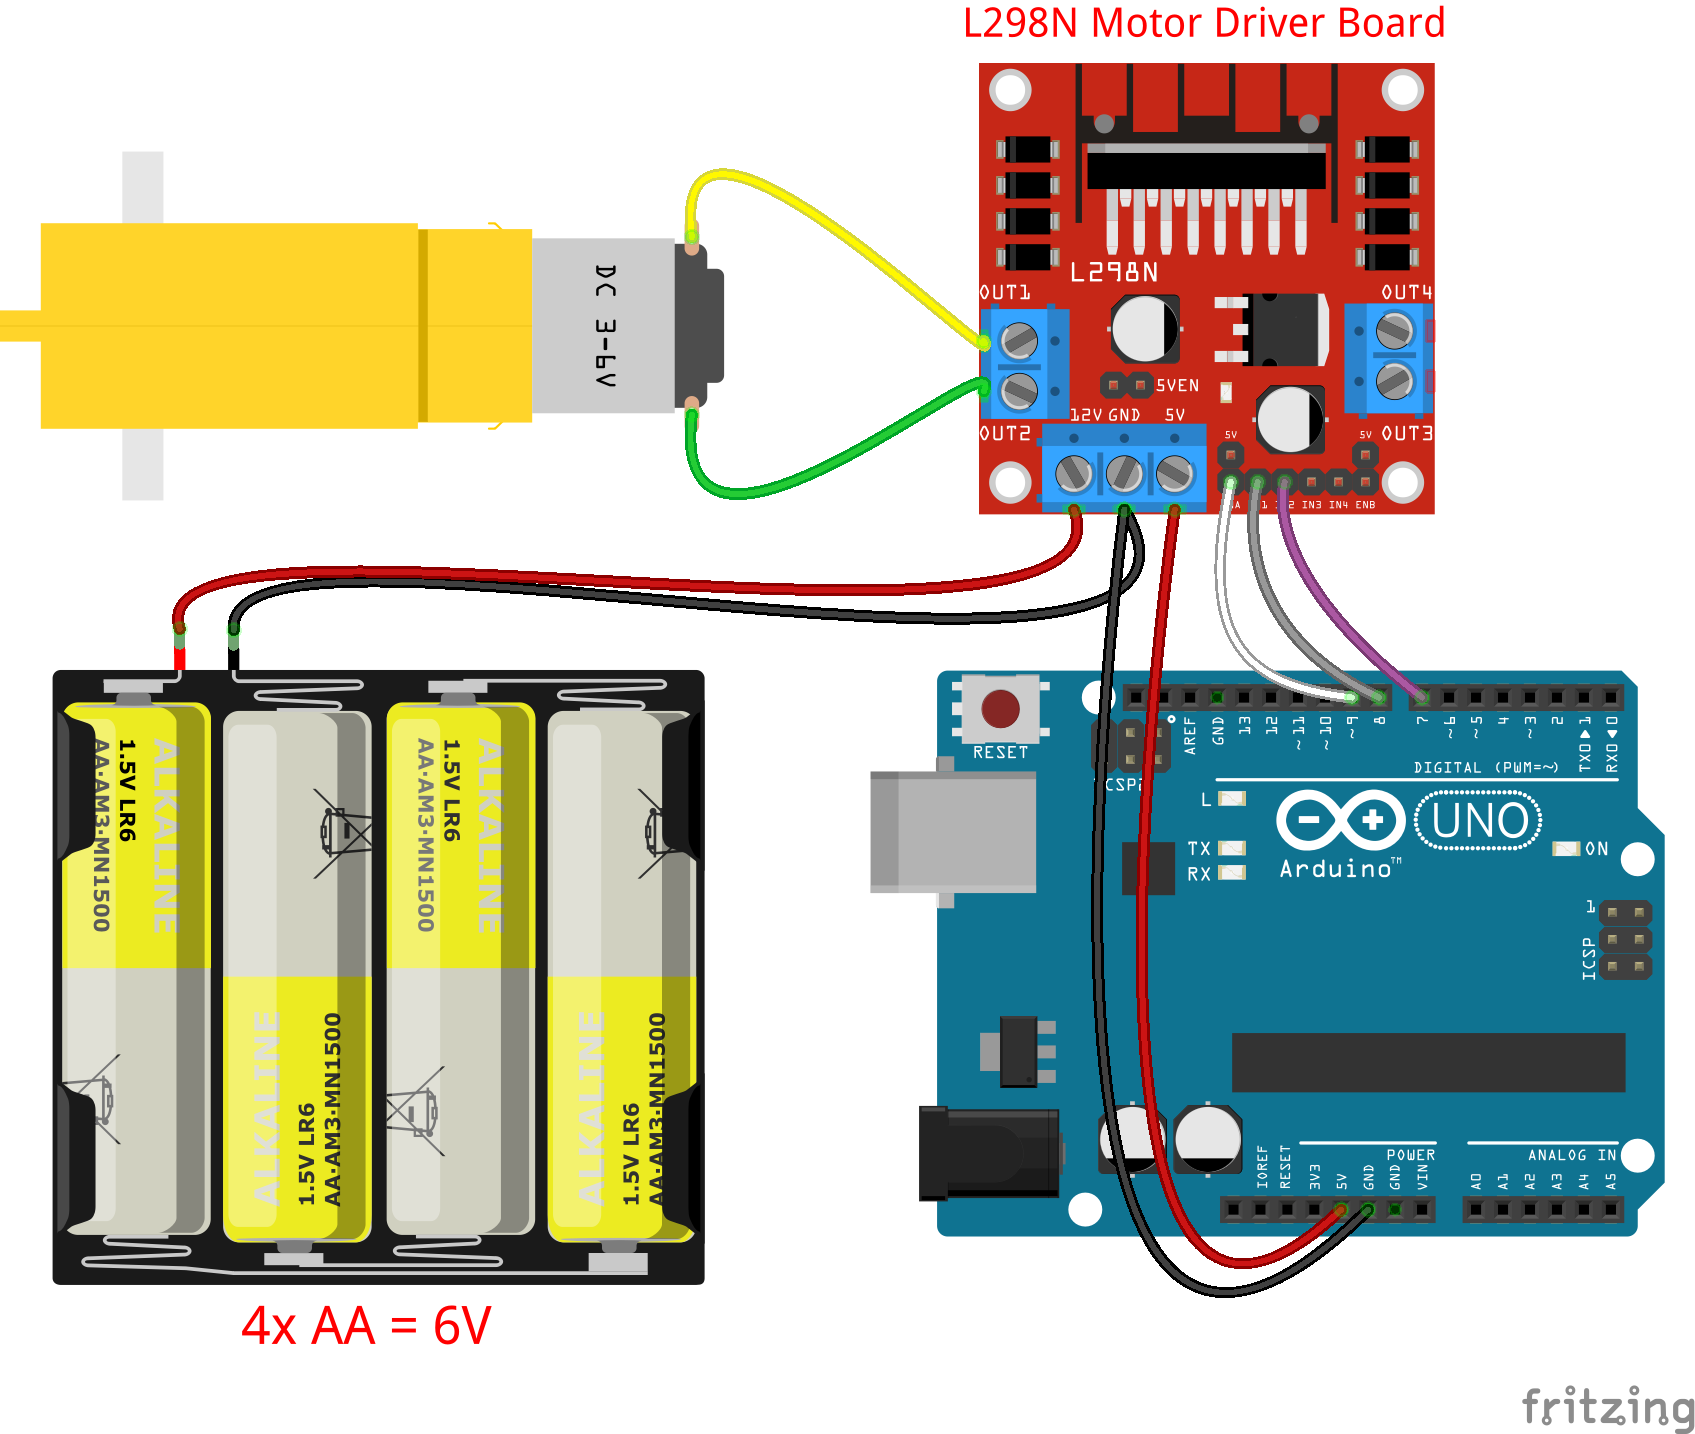 L298N Motor Driver Board
L298N
OUT1
OUT4
5VEN
12V GND 5V
OUT2
5V
5V
OUT3
IN3 IN4 ENB
DC 3-6V
ALKALINE
1.5V LR6
AA·AM3·MN1500
ALKALINE
1.5V LR6
AA·AM3·MN1500
ALKALINE
1.5V LR6
AA·AM3·MN1500
ALKALINE
1.5V LR6
AA·AM3·MN1500
4x AA = 6V
RESET
AREF
GND
13
12
~11
~10
~9
8
7
~6
~5
4
~3
2
TX0▶1
RX0◀0
DIGITAL (PWM=~)
L
TX
RX
UNO
Arduino™
ON
1
ICSP
POWER
ANALOG IN
IOREF
RESET
3V3
5V
GND
GND
VIN
A0
A1
A2
A3
A4
A5
fritzing